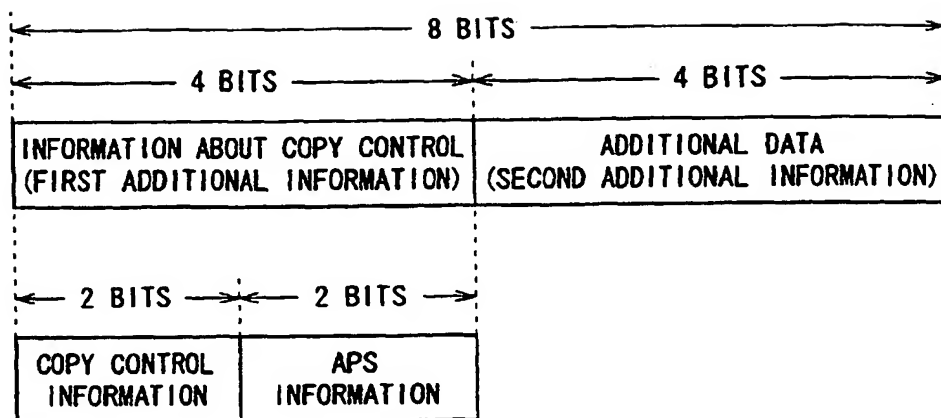 8 BITS
4 BITS 4 BITS
INFORMATION ABOUT COPY CONTROL
(FIRST ADDITIONAL INFORMATION)
ADDITIONAL DATA
(SECOND ADDITIONAL INFORMATION)
2 BITS 2 BITS
COPY CONTROL
INFORMATION
APS
INFORMATION